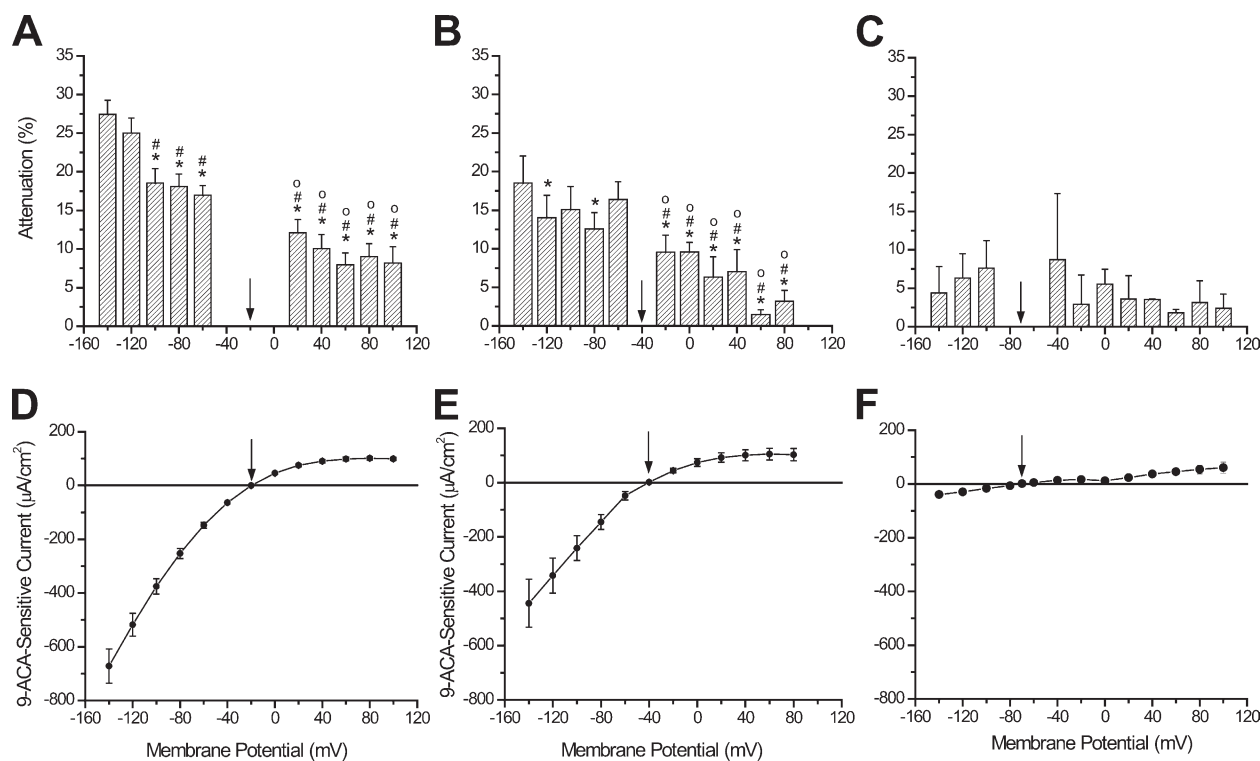 A
B
C
35
30
25
20
15
10
5
0
Attenuation (%)
# # #
* * *
o o o o o
# # # # #
* * * * *
-160 -120 -80 -40 0 40 80 120
35
30
25
20
15
10
5
0
* *
o o o o o o
# # # # # #
* * * * * *
-160 -120 -80 -40 0 40 80 120
35
30
25
20
15
10
5
0
-160 -120 -80 -40 0 40 80 120
D
E
F
200
0
-200
-400
-600
-800
9-ACA-Sensitive Current (µA/cm²)
-160 -120 -80 -40 0 40 80 120
Membrane Potential (mV)
200
0
-200
-400
-600
-800
9-ACA-Sensitive Current (µA/cm²)
-160 -120 -80 -40 0 40 80 120
Membrane Potential (mV)
200
0
-200
-400
-600
-800
-160 -120 -80 -40 0 40 80 120
Membrane Potential (mV)